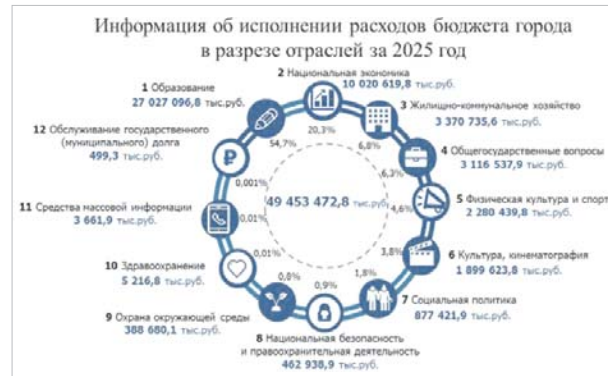 Информация об исполнении расходов бюджета города
в разрезе отраслей за 2025 год
1 Образование
27 027 096,8 тыс.руб.
54,7%
2 Национальная экономика
10 020 619,8 тыс.руб.
20,3%
3 Жилищно-коммунальное хозяйство
3 370 735,6 тыс.руб.
6,8%
4 Общегосударственные вопросы
3 116 537,9 тыс.руб.
6,3%
5 Физическая культура и спорт
2 280 439,8 тыс.руб.
4,6%
6 Культура, кинематография
1 899 623,8 тыс.руб.
3,8%
7 Социальная политика
877 421,9 тыс.руб.
1,8%
8 Национальная безопасность
и правоохранительная деятельность
462 938,9 тыс.руб.
0,9%
9 Охрана окружающей среды
388 680,1 тыс.руб.
0,8%
10 Здравоохранение
5 216,8 тыс.руб.
0,01%
11 Средства массовой информации
3 661,9 тыс.руб.
0,01%
12 Обслуживание государственного
(муниципального) долга
499,3 тыс.руб.
0,001%
49 453 472,8 тыс.руб.